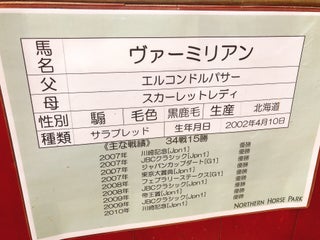 馬名 ヴァーミリアン
父 エルコンドルパサー
母 スカーレットレディ
性別 騸 毛色 黒鹿毛 生産 北海道
種類 サラブレッド 生年月日 2002年4月10日
《主な戦績》 34戦15勝
2007年 川崎記念[Jpn1] 優勝
2007年 JBCクラシック[Jpn1] 優勝
2007年 ジャパンカップダート[G1] 優勝
2007年 東京大賞典[Jpn1] 優勝
2008年 フェブラリーステークス[G1] 優勝
2008年 JBCクラシック[Jpn1] 優勝
2009年 帝王賞[Jpn1] 優勝
2009年 JBCクラシック[Jpn1] 優勝
2010年 川崎記念[Jpn1] 優勝
NORTHERN HORSE PARK